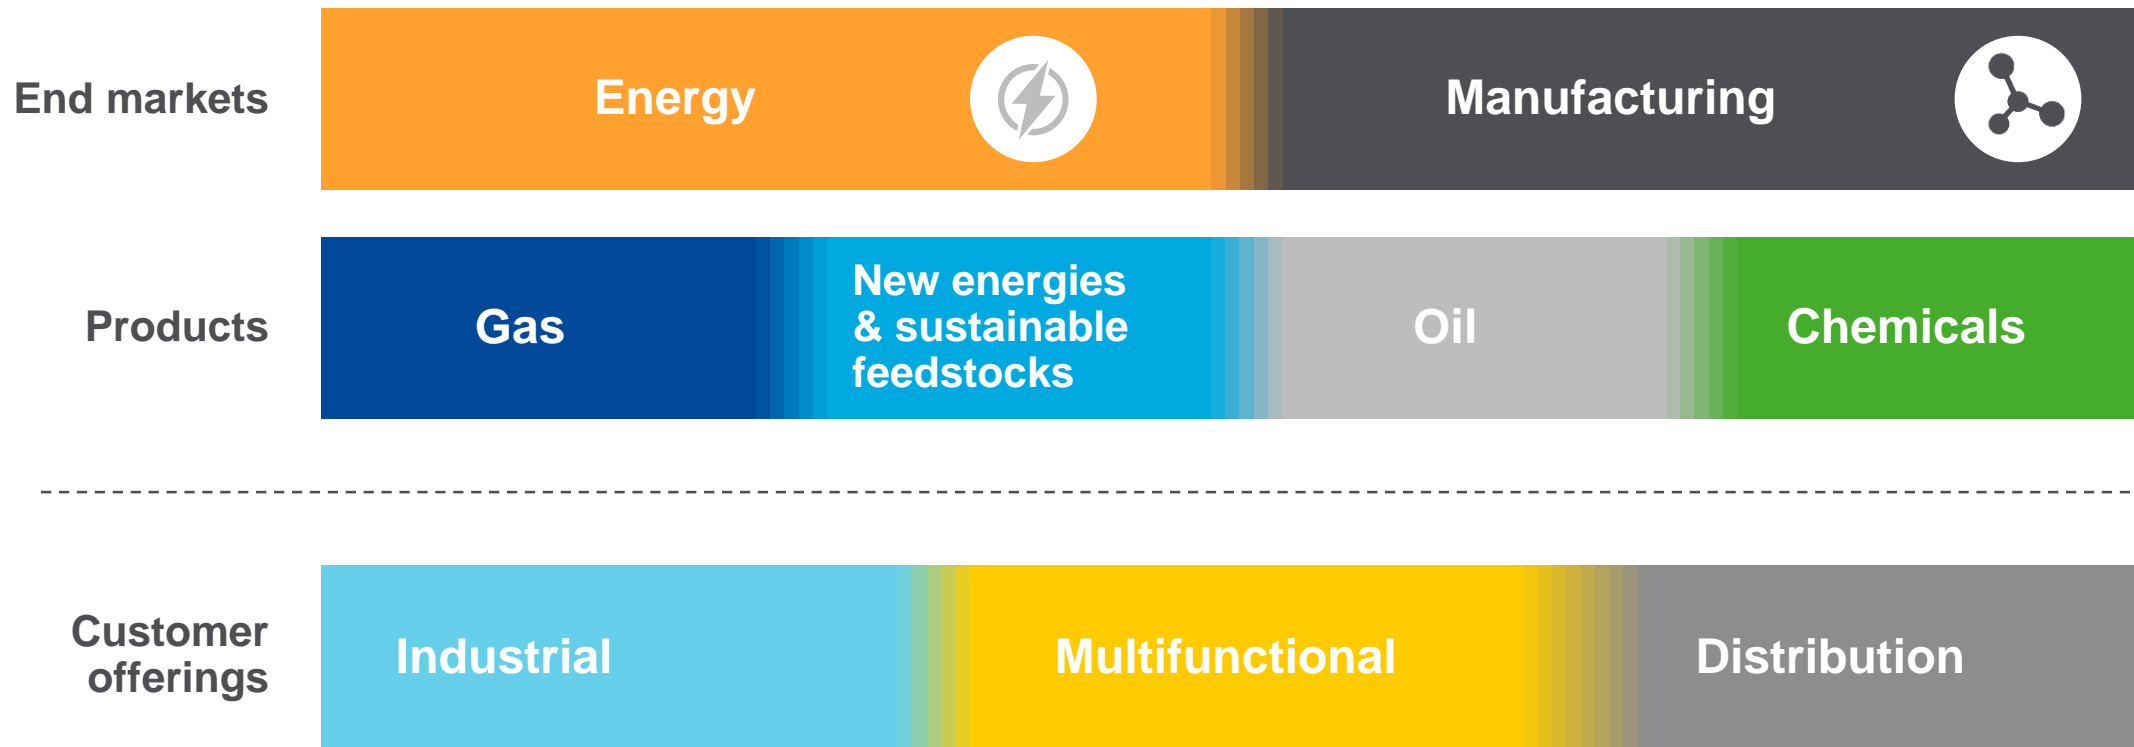 End markets
Energy
Manufacturing
Products
Gas
New energies
& sustainable
feedstocks
Oil
Chemicals
Customer
offerings
Industrial
Multifunctional
Distribution